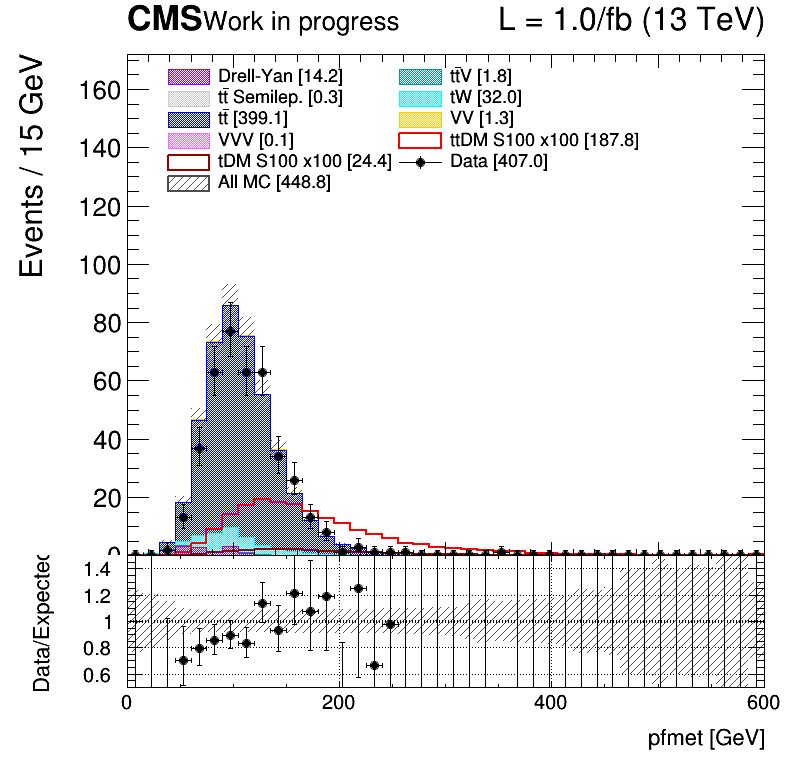 CMS Work in progress L = 1.0/fb (13 TeV)
Events / 15 GeV
160
140
120
100
80
60
40
20
0
Drell-Yan [14.2] tt̄V [1.8]
tt̄ Semilep. [0.3] tW [32.0]
tt̄ [399.1] VV [1.3]
VVV [0.1] ttDM S100 x100 [187.8]
tDM S100 x100 [24.4] Data [407.0]
All MC [448.8]
Data/Expected
1.4
1.2
1
0.8
0.6
0 200 400 600
pfmet [GeV]